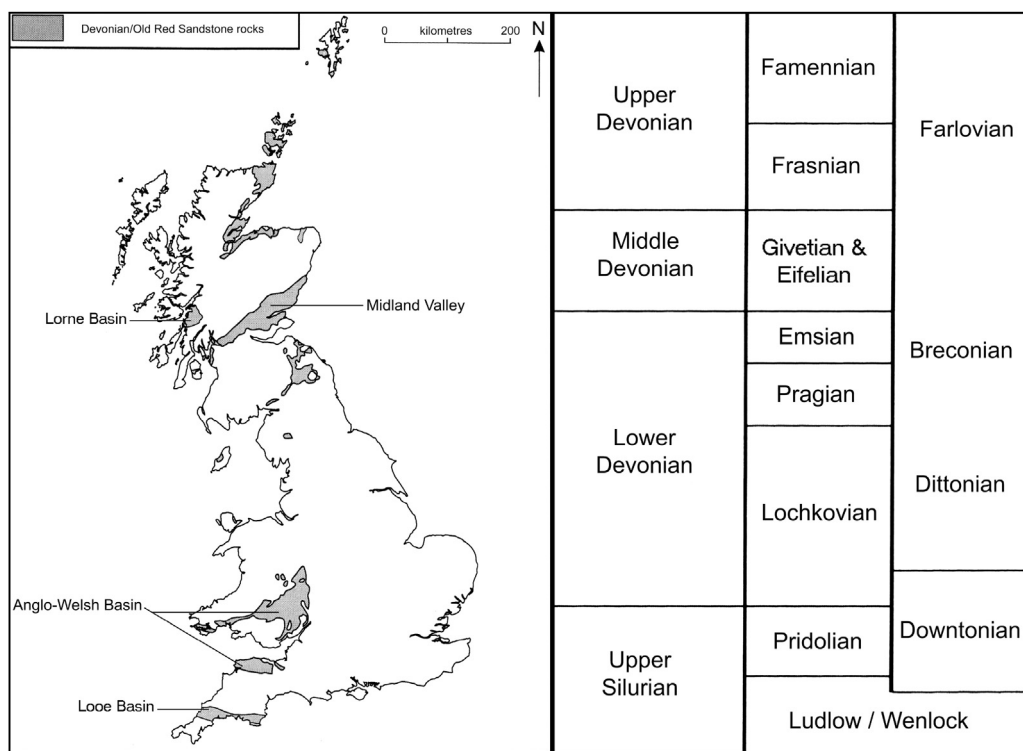 Devonian/Old Red Sandstone rocks
0 kilometres 200
N
Lorne Basin
Midland Valley
Anglo-Welsh Basin
Looe Basin
Upper
Devonian
Middle
Devonian
Lower
Devonian
Upper
Silurian
Famennian
Frasnian
Givetian &
Eifelian
Emsian
Pragian
Lochkovian
Pridolian
Ludlow / Wenlock
Farlovian
Breconian
Dittonian
Downtonian